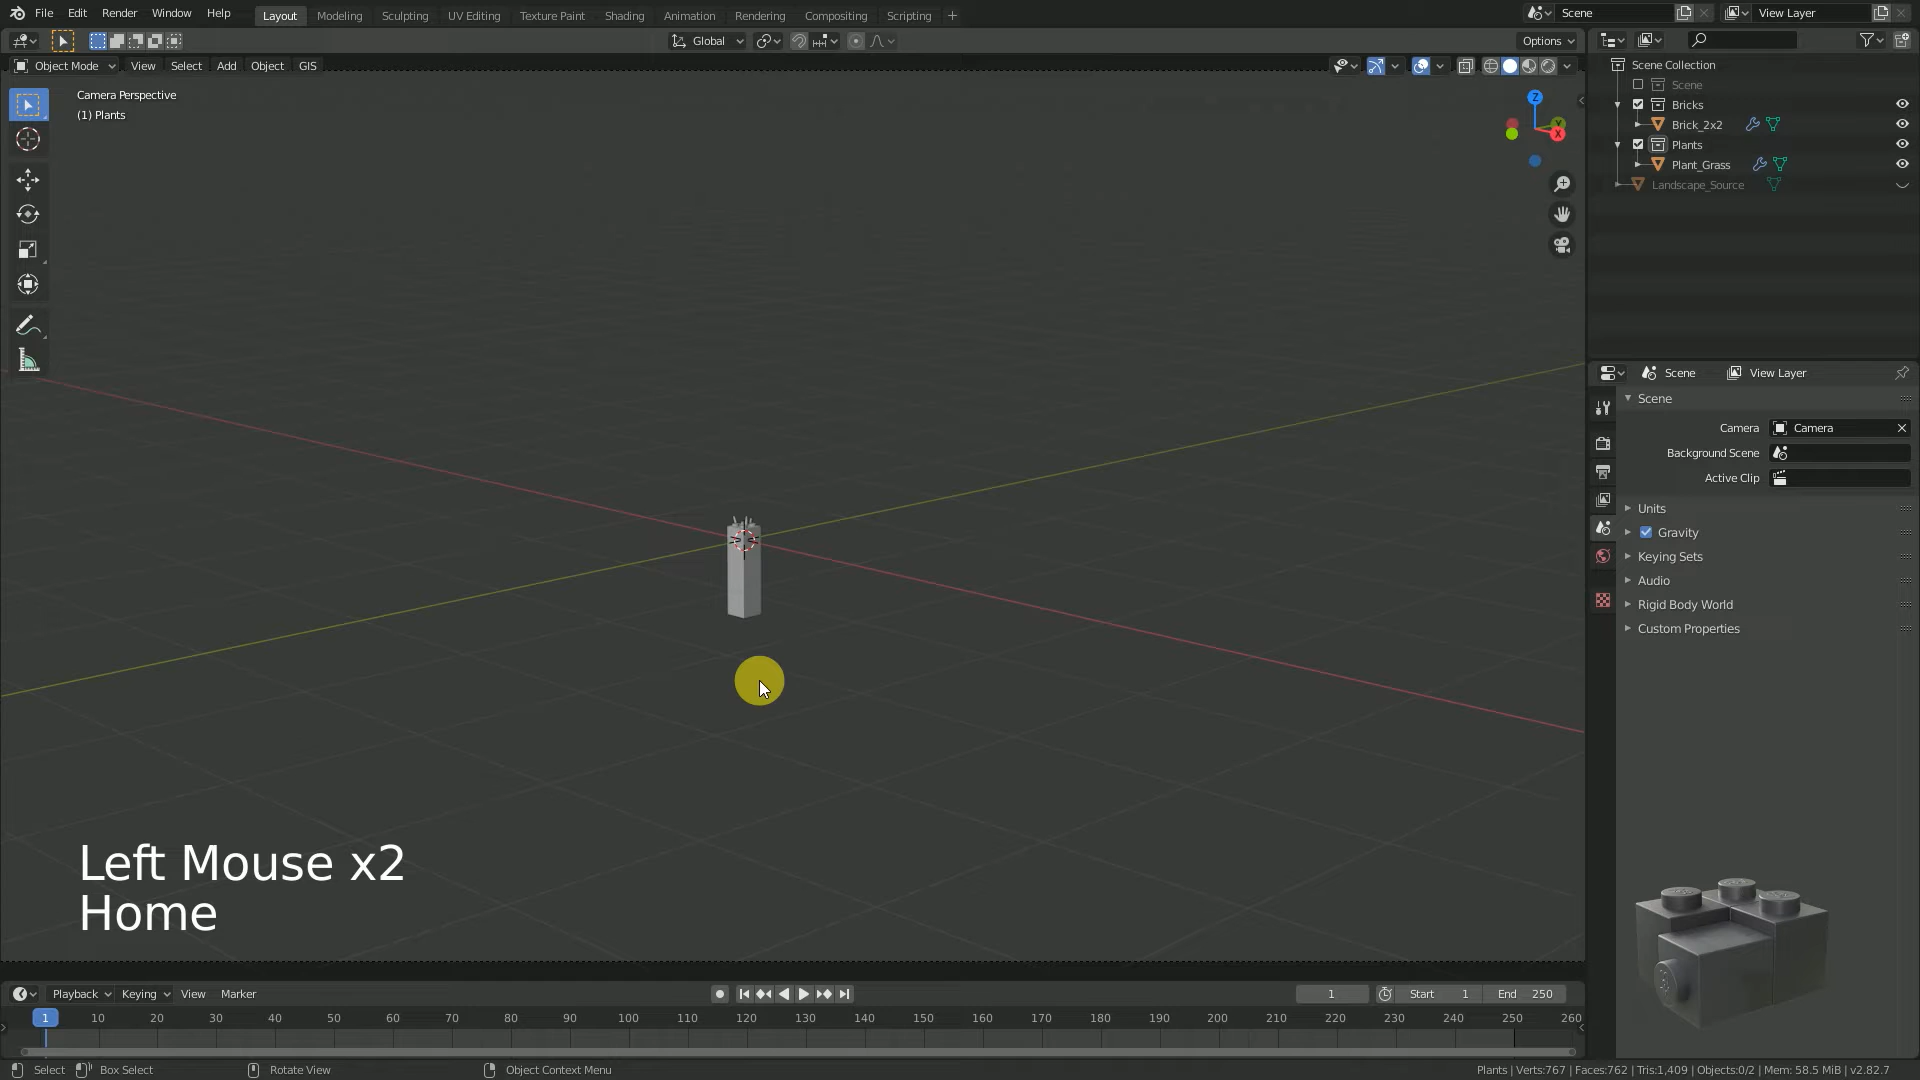 File Edit Render Window Help Layout Modeling Sculpting UV Editing Texture Paint Shading Animation Rendering Compositing Scripting + Scene View Layer
Global Options
Object Mode View Select Add Object GIS
Camera Perspective
(1) Plants
Z
Y
X
Scene Collection
Scene
Bricks
Brick_2x2
Plants
Plant_Grass
Landscape_Source
Scene View Layer
Scene
Camera Camera
Background Scene
Active Clip
Units
Gravity
Keying Sets
Audio
Rigid Body World
Custom Properties
Left Mouse x2
Home
Playback Keying View Marker 1 Start 1 End 250
1 10 20 30 40 50 60 70 80 90 100 110 120 130 140 150 160 170 180 190 200 210 220 230 240 250 260
Select Box Select Rotate View Object Context Menu Plants | Verts:767 | Faces:762 | Tris:1,409 | Objects:0/2 | Mem: 58.5 MiB | v2.82.7